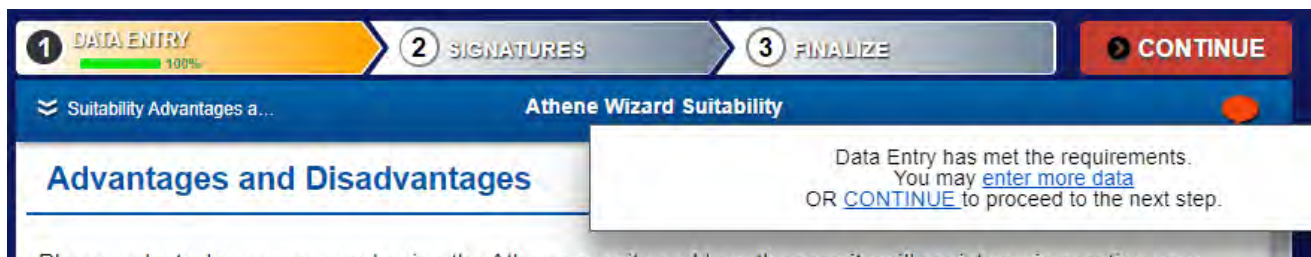 1 DATA ENTRY
100%
2 SIGNATURES
3 FINALIZE
CONTINUE
Suitability Advantages a...
Athene Wizard Suitability
Advantages and Disadvantages
Data Entry has met the requirements.
You may enter more data
OR CONTINUE to proceed to the next step.